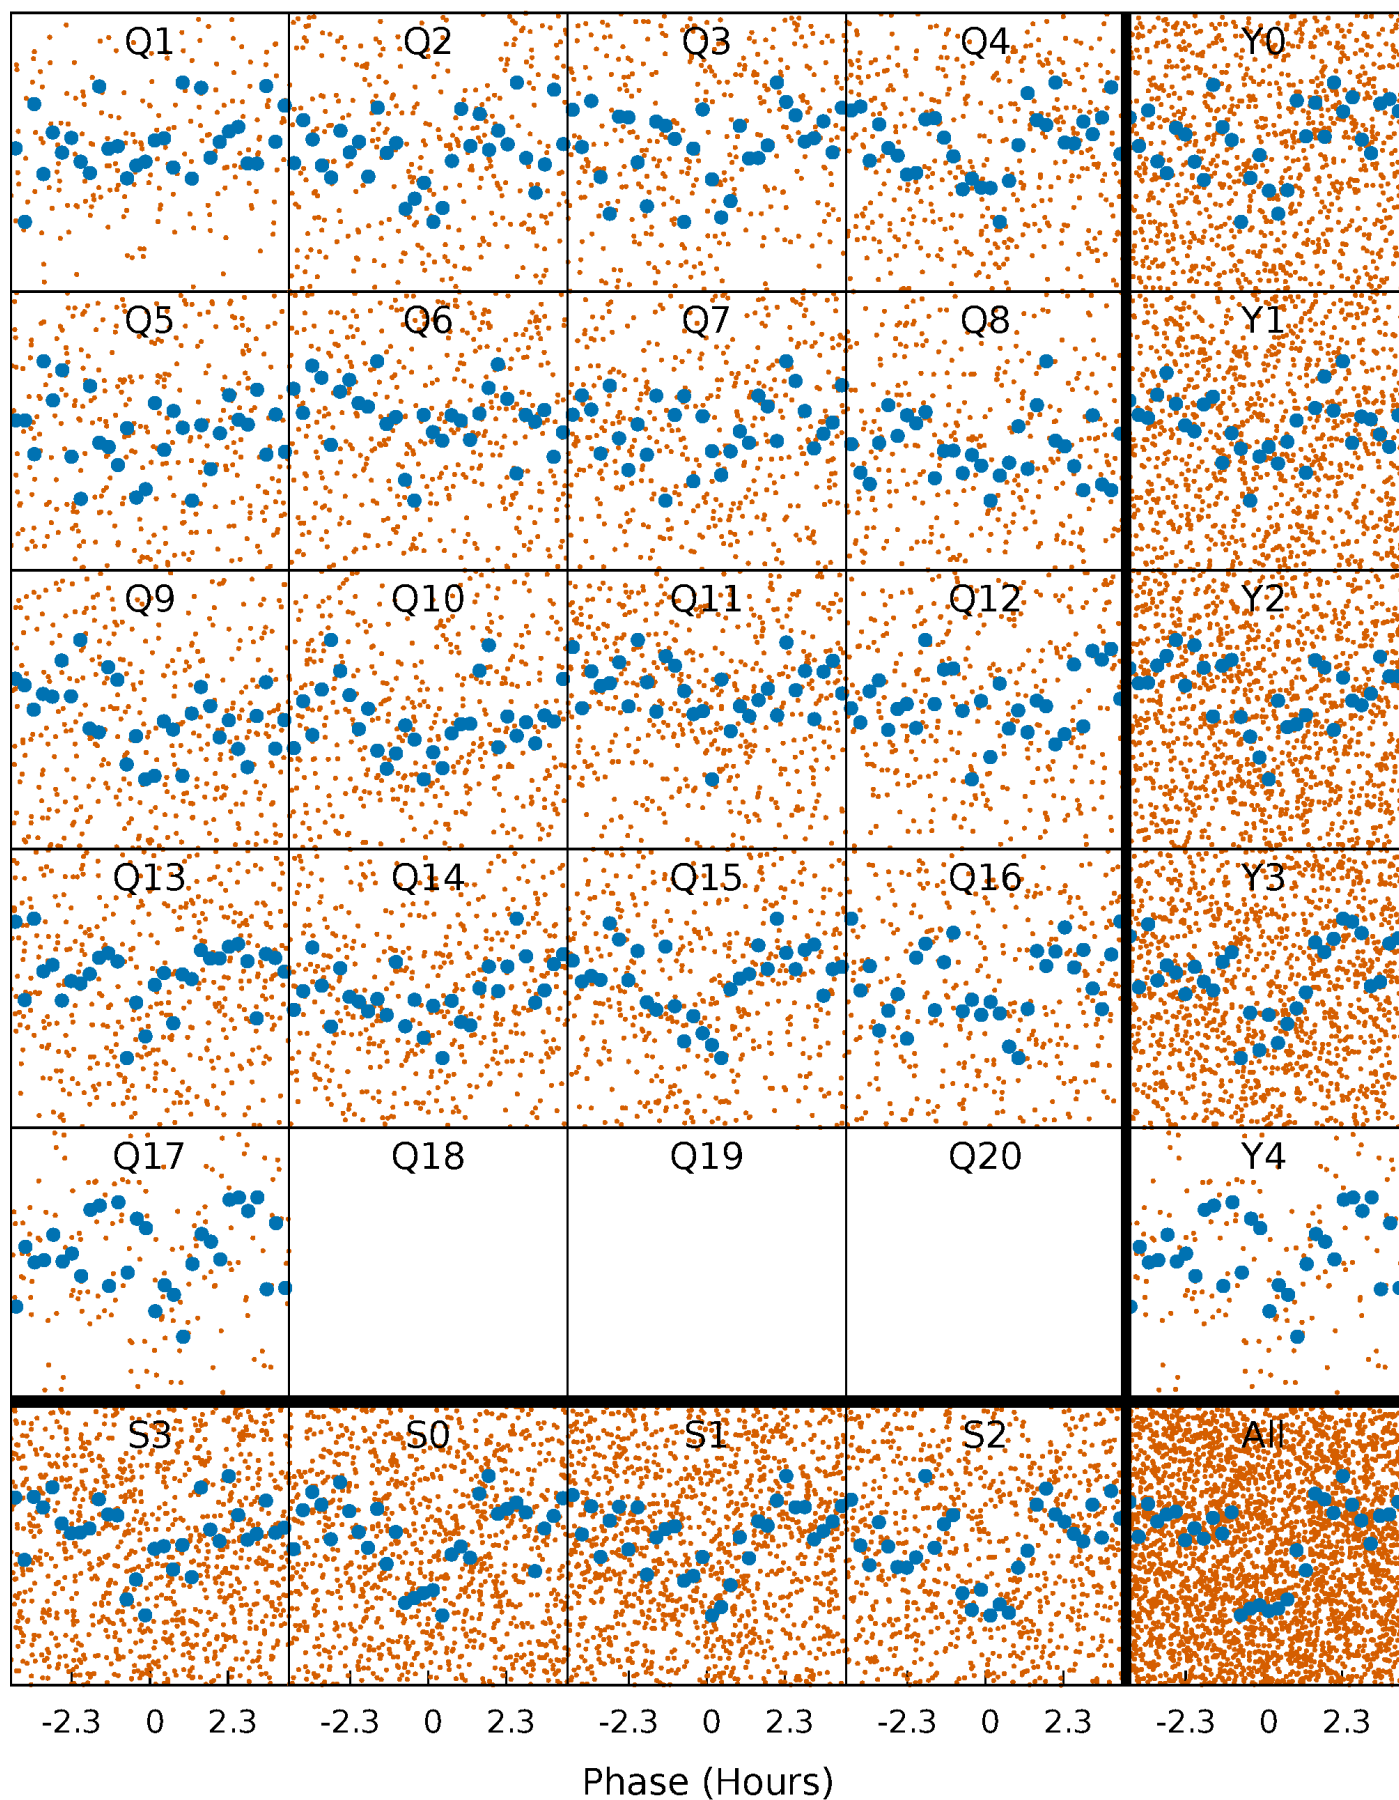 Q1 Q2 Q3 Q4 Y0
Q5 Q6 Q7 Q8 Y1
Q9 Q10 Q11 Q12 Y2
Q13 Q14 Q15 Q16 Y3
Q17 Q18 Q19 Q20 Y4
S3 S0 S1 S2 All
-2.3 0 2.3 -2.3 0 2.3 -2.3 0 2.3 -2.3 0 2.3 -2.3 0 2.3
Phase (Hours)